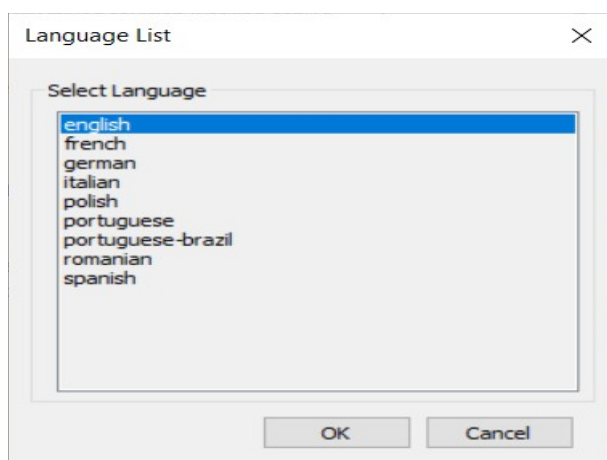 Language List
Select Language
english
french
german
italian
polish
portuguese
portuguese-brazil
romanian
spanish
OK Cancel